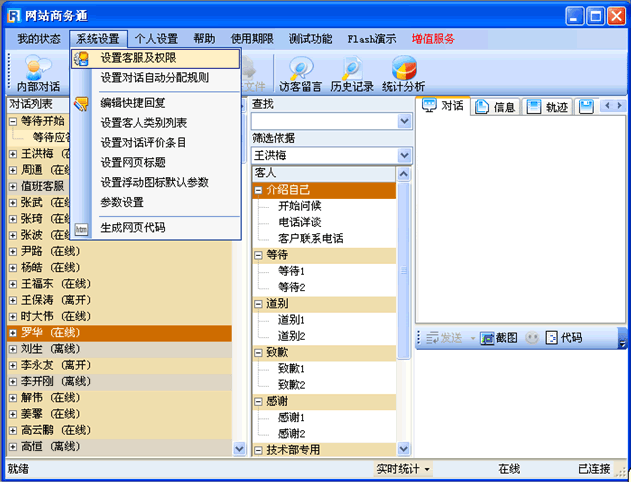 网站商务通
我的状态 系统设置 个人设置 帮助 使用期限 测试功能 Flash演示 增值服务
设置客服及权限
设置对话自动分配规则
编辑快捷回复
设置客人类别列表
设置对话评价条目
设置网页标题
设置浮动图标默认参数
参数设置
生成网页代码
内部对话 文件 访客留言 历史记录 统计分析
对话列表
等待开始
等待应答
王洪梅 (在线)
周通 (在线)
值班客服
张武 (在线)
张琦 (在线)
张波 (在线)
尹路 (在线)
杨皓 (在线)
王福东 (在线)
王保涛 (离开)
时大伟 (在线)
罗华 (在线)
刘生 (离线)
李永友 (离开)
李开刚 (离线)
解伟 (在线)
姜馨 (在线)
高云鹏 (在线)
高恒 (离线)
查找
筛选依据
王洪梅
客人
介绍自己
开始问候
电话详谈
客户联系电话
等待
等待1
等待2
道别
道别1
道别2
致歉
致歉1
致歉2
感谢
感谢1
感谢2
技术部专用
对话 信息 轨迹
发送 截图 代码
就绪 实时统计 在线 已连接